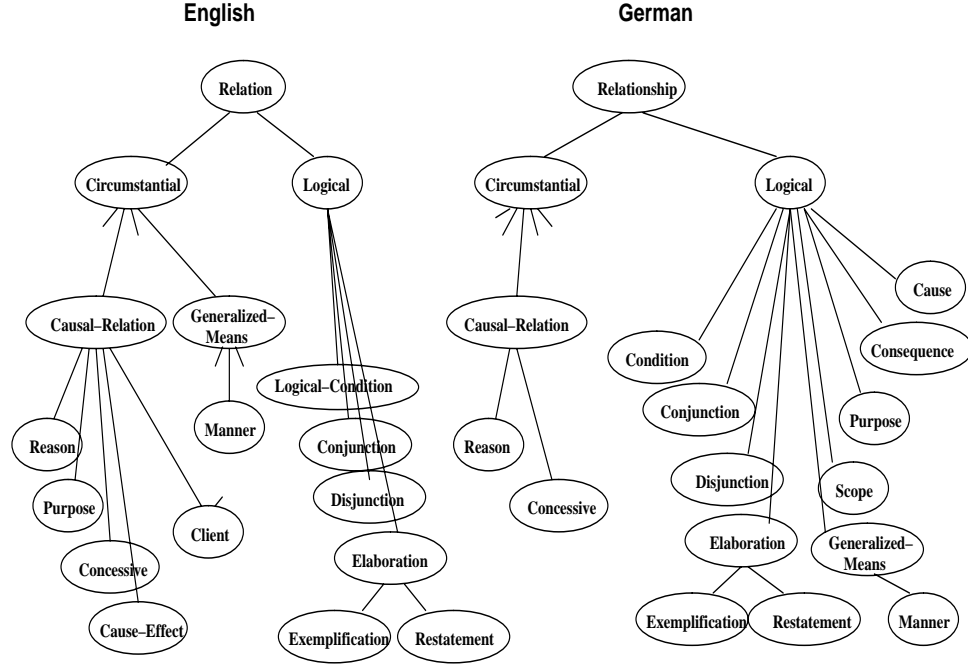 English
German
Relation
Relationship
Circumstantial
Logical
Circumstantial
Logical
Cause
Causal–Relation
Generalized–
Means
Causal–Relation
Condition
Consequence
Logical–Condition
Conjunction
Purpose
Reason
Manner
Conjunction
Reason
Disjunction
Disjunction
Scope
Purpose
Client
Concessive
Elaboration
Generalized–
Means
Concessive
Elaboration
Cause–Effect
Exemplification
Restatement
Exemplification
Restatement
Manner